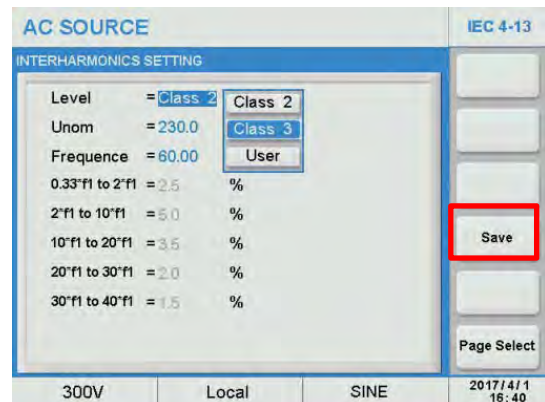 AC SOURCE
IEC 4-13
INTERHARMONICS SETTING
Level =Class 2
Class 2
Unom =230.0
Class 3
Frequence =60.00
User
0.33*f1 to 2*f1 =2.5 %
2*f1 to 10*f1 =5.0 %
10*f1 to 20*f1 =3.5 %
20*f1 to 30*f1 =2.0 %
30*f1 to 40*f1 =1.5 %
Save
Page Select
300V Local SINE
2017/4/1
16:40